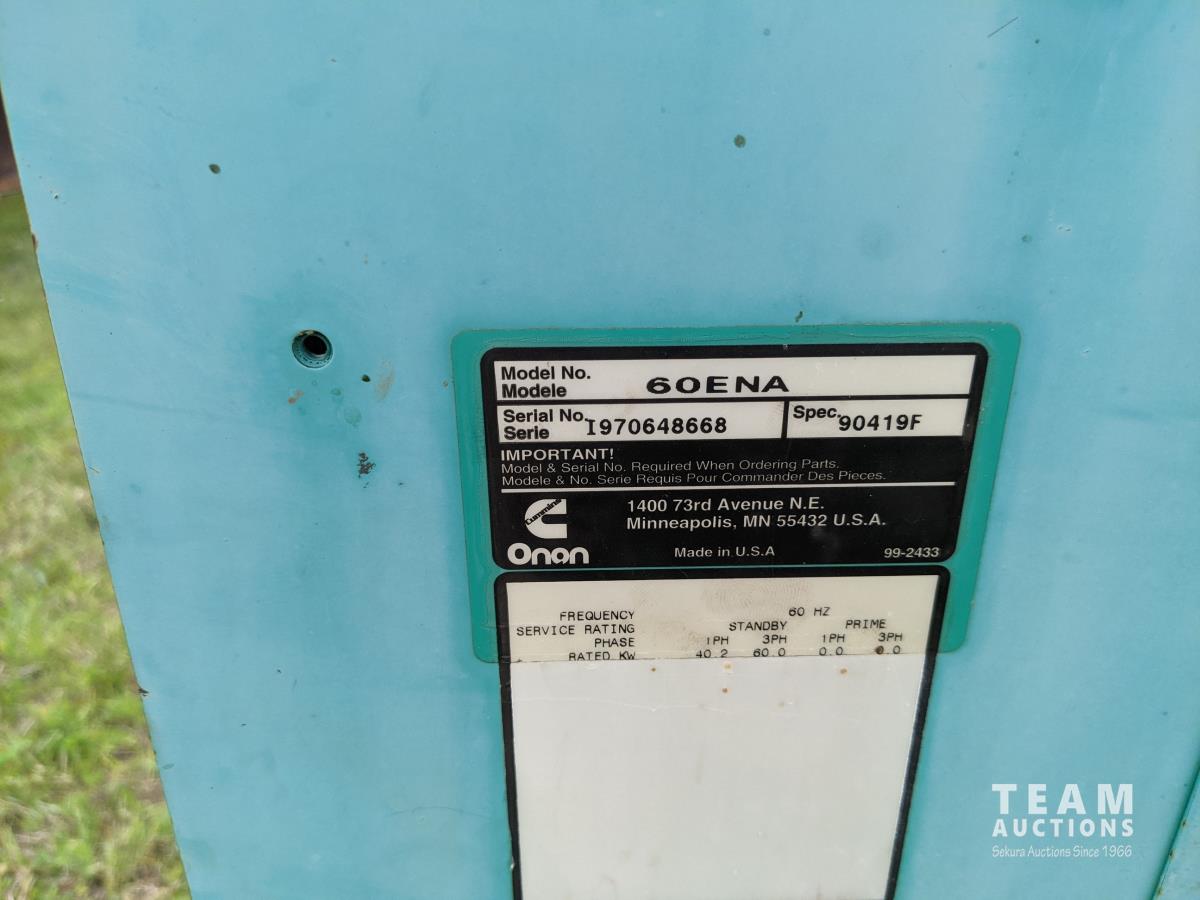 Model No.
Modele
60ENA
Serial No.
Serie
I970648668
Spec.
90419F
IMPORTANT!
Model & Serial No. Required When Ordering Parts.
Modele & No. Serie Requis Pour Commander Des Pieces.
Cummins
Onan
1400 73rd Avenue N.E.
Minneapolis, MN 55432 U.S.A.
Made in U.S.A
99-2433
FREQUENCY 60 HZ
SERVICE RATING STANDBY PRIME
PHASE 1PH 3PH 1PH 3PH
RATED KW 40.2 60.0 0.0 0.0
TEAM
AUCTIONS
Sekura Auctions Since 1966